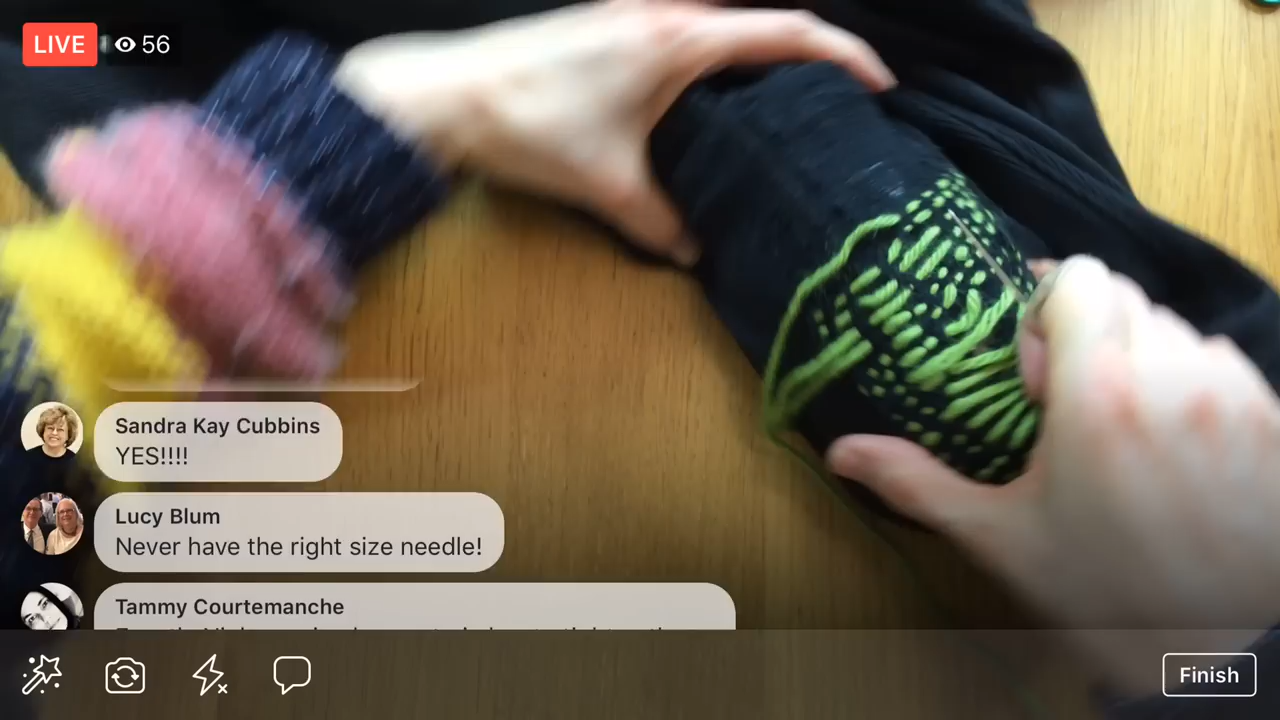 LIVE 56
Sandra Kay Cubbins
YES!!!!
Lucy Blum
Never have the right size needle!
Tammy Courtemanche
Finish